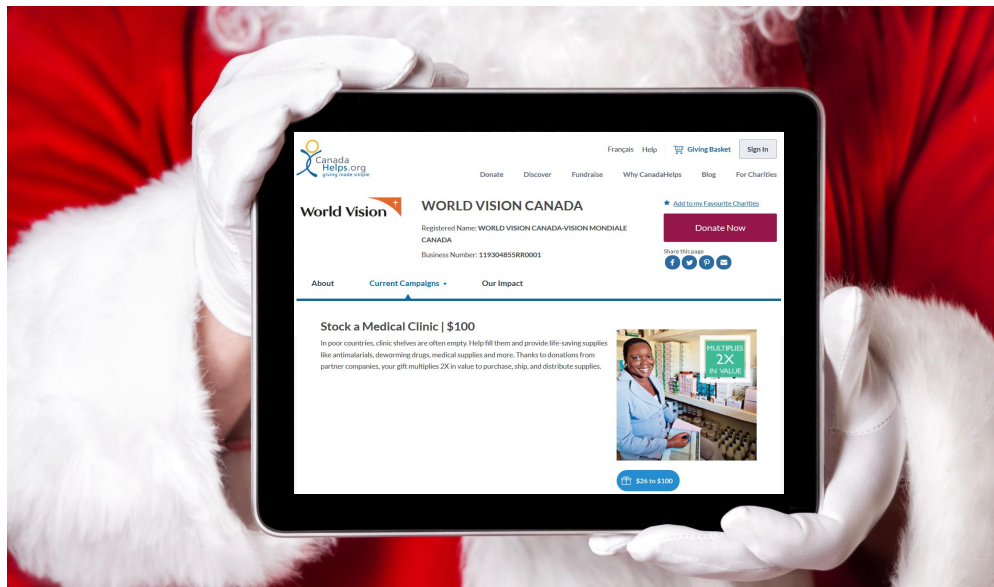 Canada
Helps.org
giving made simple
Français Help Giving Basket Sign In
Donate Discover Fundraise Why CanadaHelps Blog For Charities
World Vision
WORLD VISION CANADA
Registered Name: WORLD VISION CANADA-VISION MONDIALE
CANADA
Business Number: 119304855RR0001
Add to my Favourite Charities
Donate Now
Share this page
About Current Campaigns Our Impact
Stock a Medical Clinic | $100
In poor countries, clinic shelves are often empty. Help fill them and provide life-saving supplies
like antimalarials, deworming drugs, medical supplies and more. Thanks to donations from
partner companies, your gift multiplies 2X in value to purchase, ship, and distribute supplies.
MULTIPLIES
2X
IN VALUE
$26 to $100